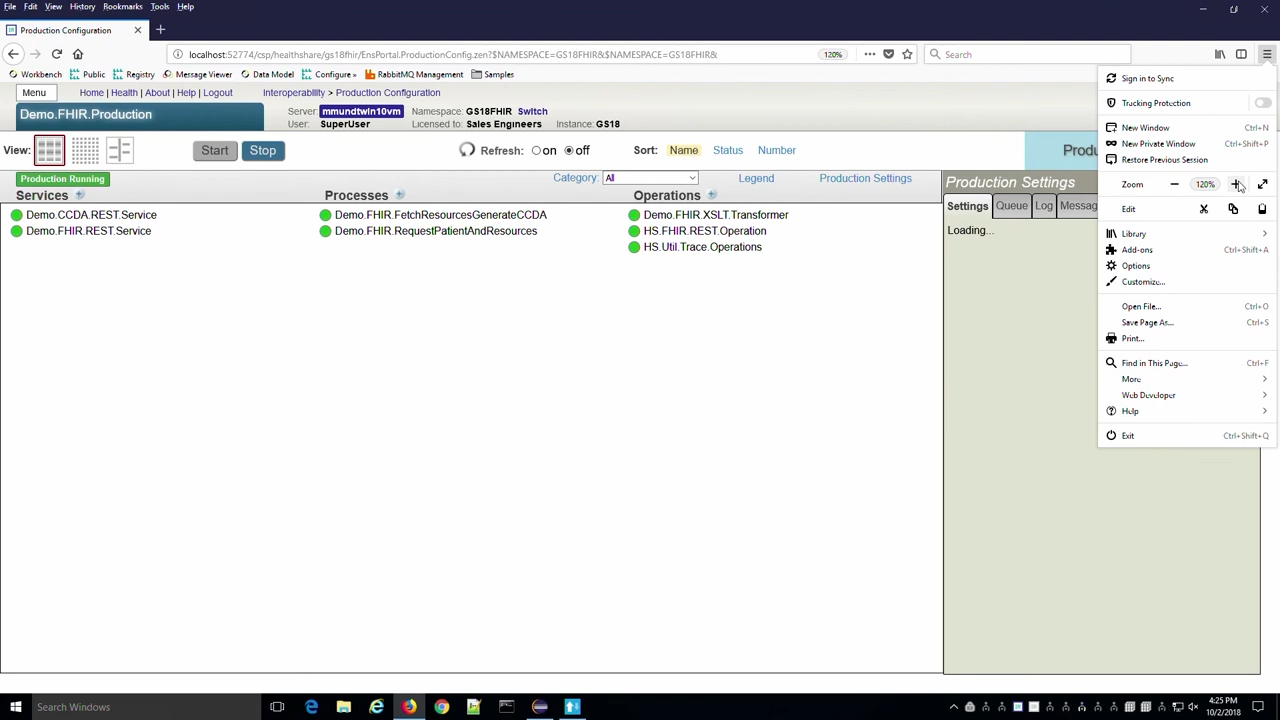 File Edit View History Bookmarks Tools Help
Production Configuration
localhost:52774/csp/healthshare/gs18fhir/EnsPortal.ProductionConfig.zen?$NAMESPACE=GS18FHIR&$NAMESPACE=GS18FHIR& 120% Search
Workbench Public Registry Message Viewer Data Model Configure » RabbitMQ Management Samples
Menu Home | Health | About | Help | Logout Interoperability > Production Configuration
Demo.FHIR.Production
Server: mmundtwin10vm Namespace: GS18FHIR Switch
User: SuperUser Licensed to: Sales Engineers Instance: GS18
View: Start Stop Refresh: on off Sort: Name Status Number Produ
Production Running Category: All Legend Production Settings
Services Processes Operations
Demo.CCDA.REST.Service Demo.FHIR.FetchResourcesGenerateCCDA Demo.FHIR.XSLT.Transformer
Demo.FHIR.REST.Service Demo.FHIR.RequestPatientAndResources HS.FHIR.REST.Operation
HS.Util.Trace.Operations
Production Settings
Settings Queue Log Messag
Loading...
Sign in to Sync
Tracking Protection
New Window Ctrl+N
New Private Window Ctrl+Shift+P
Restore Previous Session
Zoom 120%
Edit
Library
Add-ons Ctrl+Shift+A
Options
Customize...
Open File... Ctrl+O
Save Page As... Ctrl+S
Print...
Find in This Page... Ctrl+F
More
Web Developer
Help
Exit Ctrl+Shift+Q
Search Windows
4:25 PM
10/2/2018